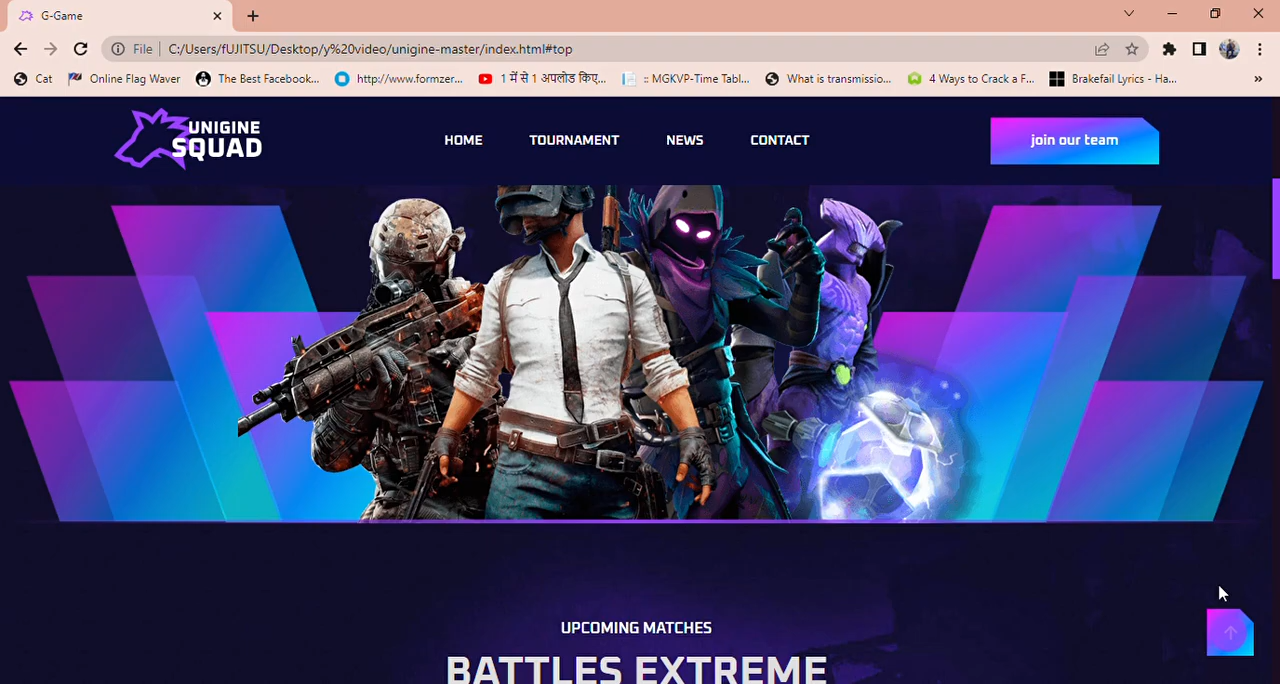 G-Game
File
C:/Users/fUJITSU/Desktop/y%20video/unigine-master/index.html#top
Cat
Online Flag Waver
The Best Facebook...
http://www.formzer...
1 में से 1 अपलोड किए...
:: MGKVP-Time Tabl...
What is transmissio...
4 Ways to Crack a F...
Brakefail Lyrics - Ha...
»
UNIGINE
SQUAD
HOME
TOURNAMENT
NEWS
CONTACT
join our team
UPCOMING MATCHES
BATTLES EXTREME